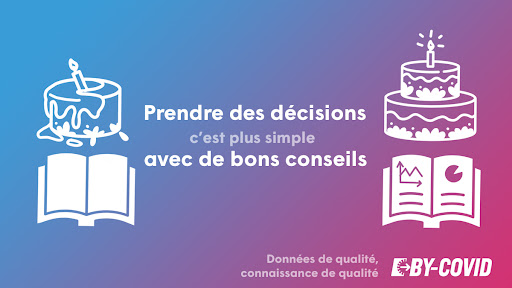 Prendre des décisions
c'est plus simple
avec de bons conseils
Données de qualité,
connaissance de qualité
BY-COVID